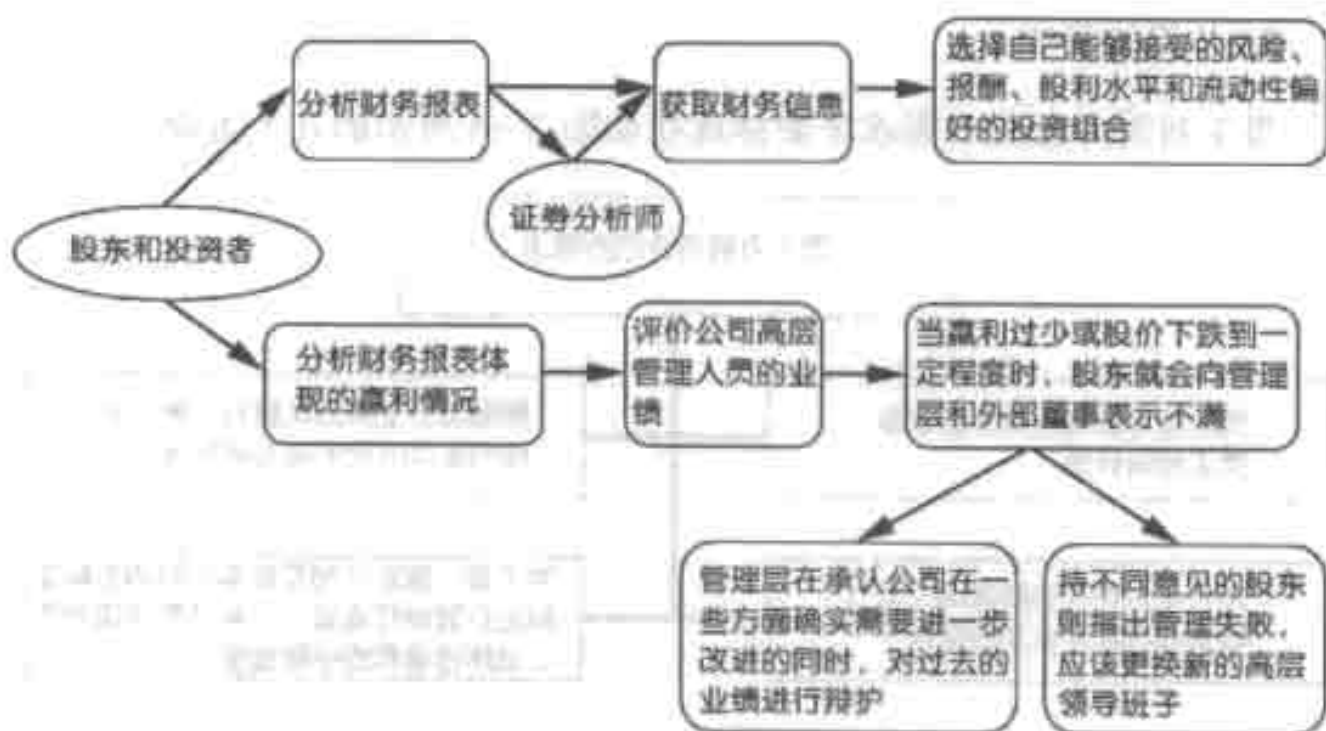 分析财务报表
获取财务信息
选择自己能够接受的风险、
报酬、股利水平和流动性偏
好的投资组合
证券分析师
股东和投资者
分析财务报表体
现的赢利情况
评价公司高层
管理人员的业
绩
当赢利过少或股价下跌到一
定程度时，股东就会向管理
层和外部董事表示不满
管理层在承认公司在一
些方面确实需要进一步
改进的同时，对过去的
业绩进行辩护
持不同意见的股东
则指出管理失败，
应该更换新的高层
领导班子